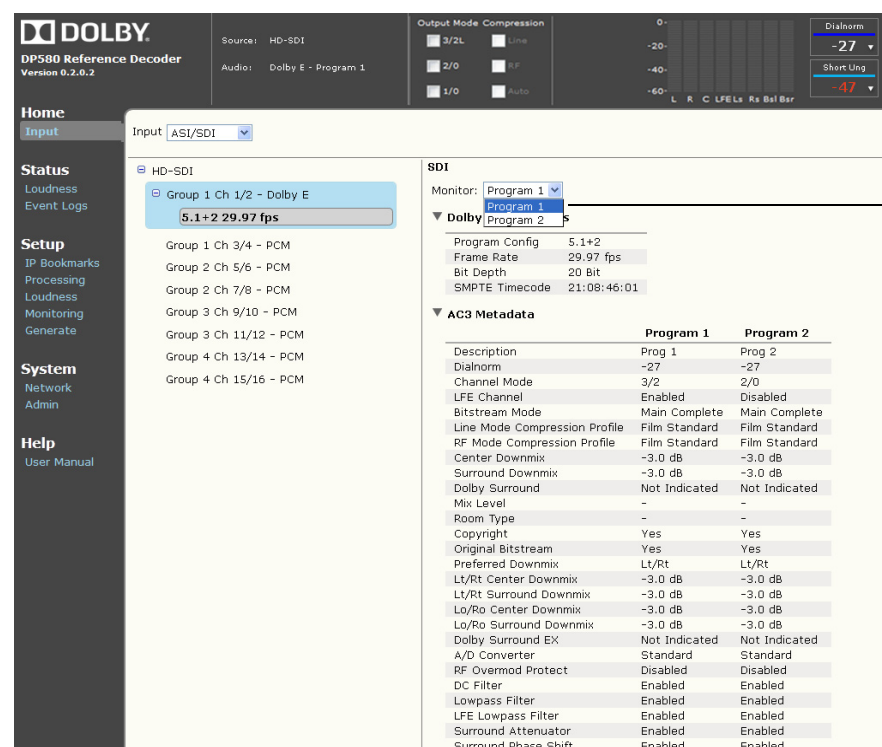 DOLBY.
DP580 Reference Decoder
Version 0.2.0.2
Source: HD-SDI
Audio: Dolby E - Program 1
Output Mode Compression
3/2L Line
2/0 RF
1/0 Auto
0-
-20-
-40-
-60-
L R C LFE Ls Rs Bsl Bsr
Dialnorm
-27
Short Ung
-47
Home
Input
Status
Loudness
Event Logs
Setup
IP Bookmarks
Processing
Loudness
Monitoring
Generate
System
Network
Admin
Help
User Manual
Input ASI/SDI
HD-SDI
Group 1 Ch 1/2 - Dolby E
5.1+2 29.97 fps
Group 1 Ch 3/4 - PCM
Group 2 Ch 5/6 - PCM
Group 2 Ch 7/8 - PCM
Group 3 Ch 9/10 - PCM
Group 3 Ch 11/12 - PCM
Group 4 Ch 13/14 - PCM
Group 4 Ch 15/16 - PCM
SDI
Monitor: Program 1
Program 1
Program 2
Dolby s
Program Config 5.1+2
Frame Rate 29.97 fps
Bit Depth 20 Bit
SMPTE Timecode 21:08:46:01
AC3 Metadata
Program 1 Program 2
Description Prog 1 Prog 2
Dialnorm -27 -27
Channel Mode 3/2 2/0
LFE Channel Enabled Disabled
Bitstream Mode Main Complete Main Complete
Line Mode Compression Profile Film Standard Film Standard
RF Mode Compression Profile Film Standard Film Standard
Center Downmix -3.0 dB -3.0 dB
Surround Downmix -3.0 dB -3.0 dB
Dolby Surround Not Indicated Not Indicated
Mix Level - -
Room Type - -
Copyright Yes Yes
Original Bitstream Yes Yes
Preferred Downmix Lt/Rt Lt/Rt
Lt/Rt Center Downmix -3.0 dB -3.0 dB
Lt/Rt Surround Downmix -3.0 dB -3.0 dB
Lo/Ro Center Downmix -3.0 dB -3.0 dB
Lo/Ro Surround Downmix -3.0 dB -3.0 dB
Dolby Surround EX Not Indicated Not Indicated
A/D Converter Standard Standard
RF Overmod Protect Disabled Disabled
DC Filter Enabled Enabled
Lowpass Filter Enabled Enabled
LFE Lowpass Filter Enabled Enabled
Surround Attenuator Enabled Enabled
Surround Phase Shift Enabled Enabled